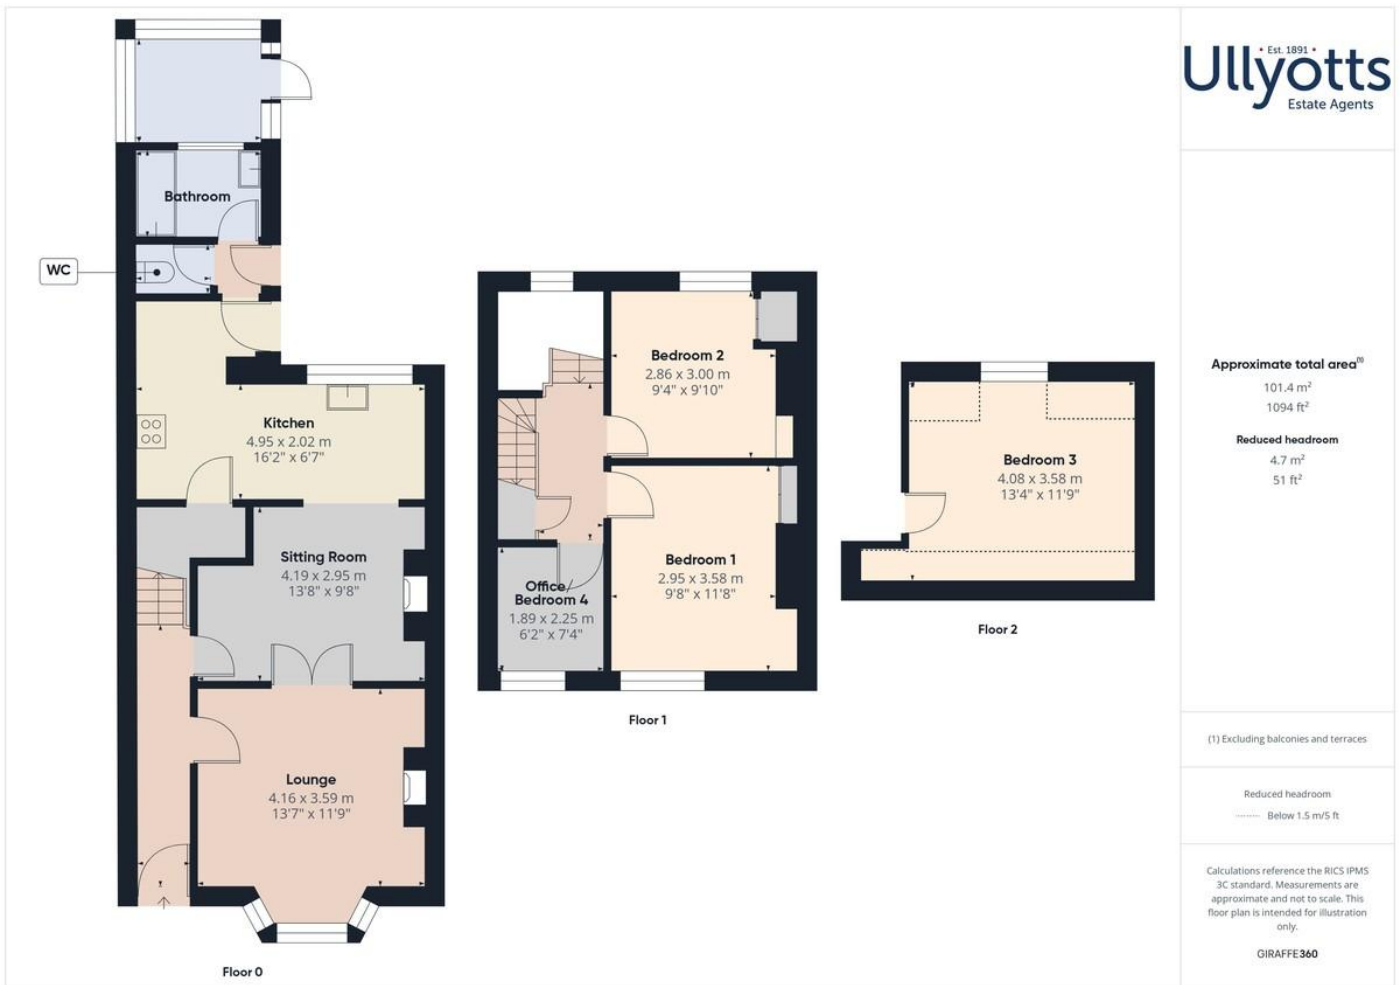 Bathroom
WC
Kitchen
4.95 x 2.02 m
16'2" x 6'7"
Sitting Room
4.19 x 2.95 m
13'8" x 9'8"
Lounge
4.16 x 3.59 m
13'7" x 11'9"
Floor 0
Bedroom 2
2.86 x 3.00 m
9'4" x 9'10"
Bedroom 1
2.95 x 3.58 m
9'8" x 11'8"
Office/
Bedroom 4
1.89 x 2.25 m
6'2" x 7'4"
Floor 1
Bedroom 3
4.08 x 3.58 m
13'4" x 11'9"
Floor 2
Est. 1891
Ullyotts
Estate Agents
Approximate total area(1)
101.4 m²
1094 ft²
Reduced headroom
4.7 m²
51 ft²
(1) Excluding balconies and terraces
Reduced headroom
Below 1.5 m/5 ft
Calculations reference the RICS IPMS
3C standard. Measurements are
approximate and not to scale. This
floor plan is intended for illustration
only.
GIRAFFE360